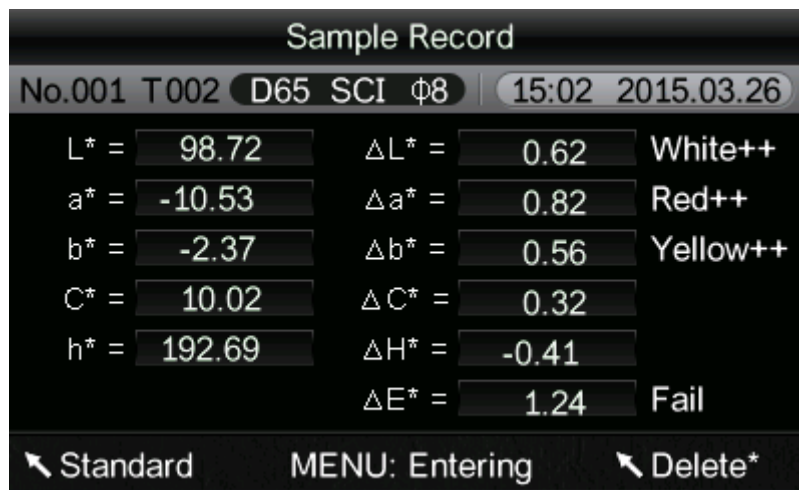 Sample Record
No.001 T002 D65 SCI Φ8 15:02 2015.03.26
L* = 98.72 ΔL* = 0.62 White++
a* = -10.53 Δa* = 0.82 Red++
b* = -2.37 Δb* = 0.56 Yellow++
C* = 10.02 ΔC* = 0.32
h* = 192.69 ΔH* = -0.41
ΔE* = 1.24 Fail
Standard MENU: Entering Delete*